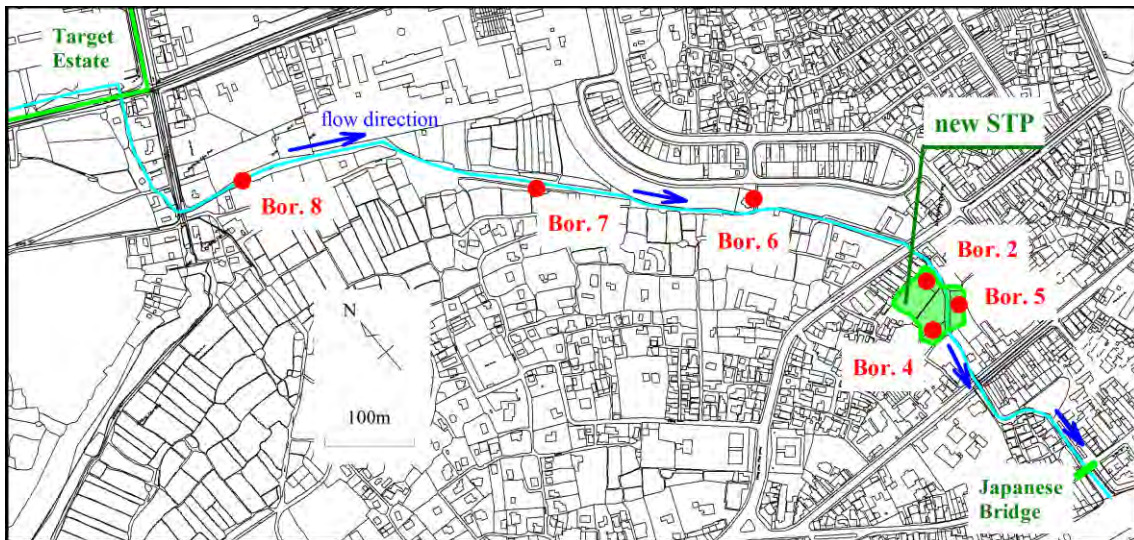 Target
Estate
flow direction
new STP
Bor. 8
Bor. 7
Bor. 6
Bor. 2
Bor. 5
Bor. 4
N
100m
Japanese
Bridge